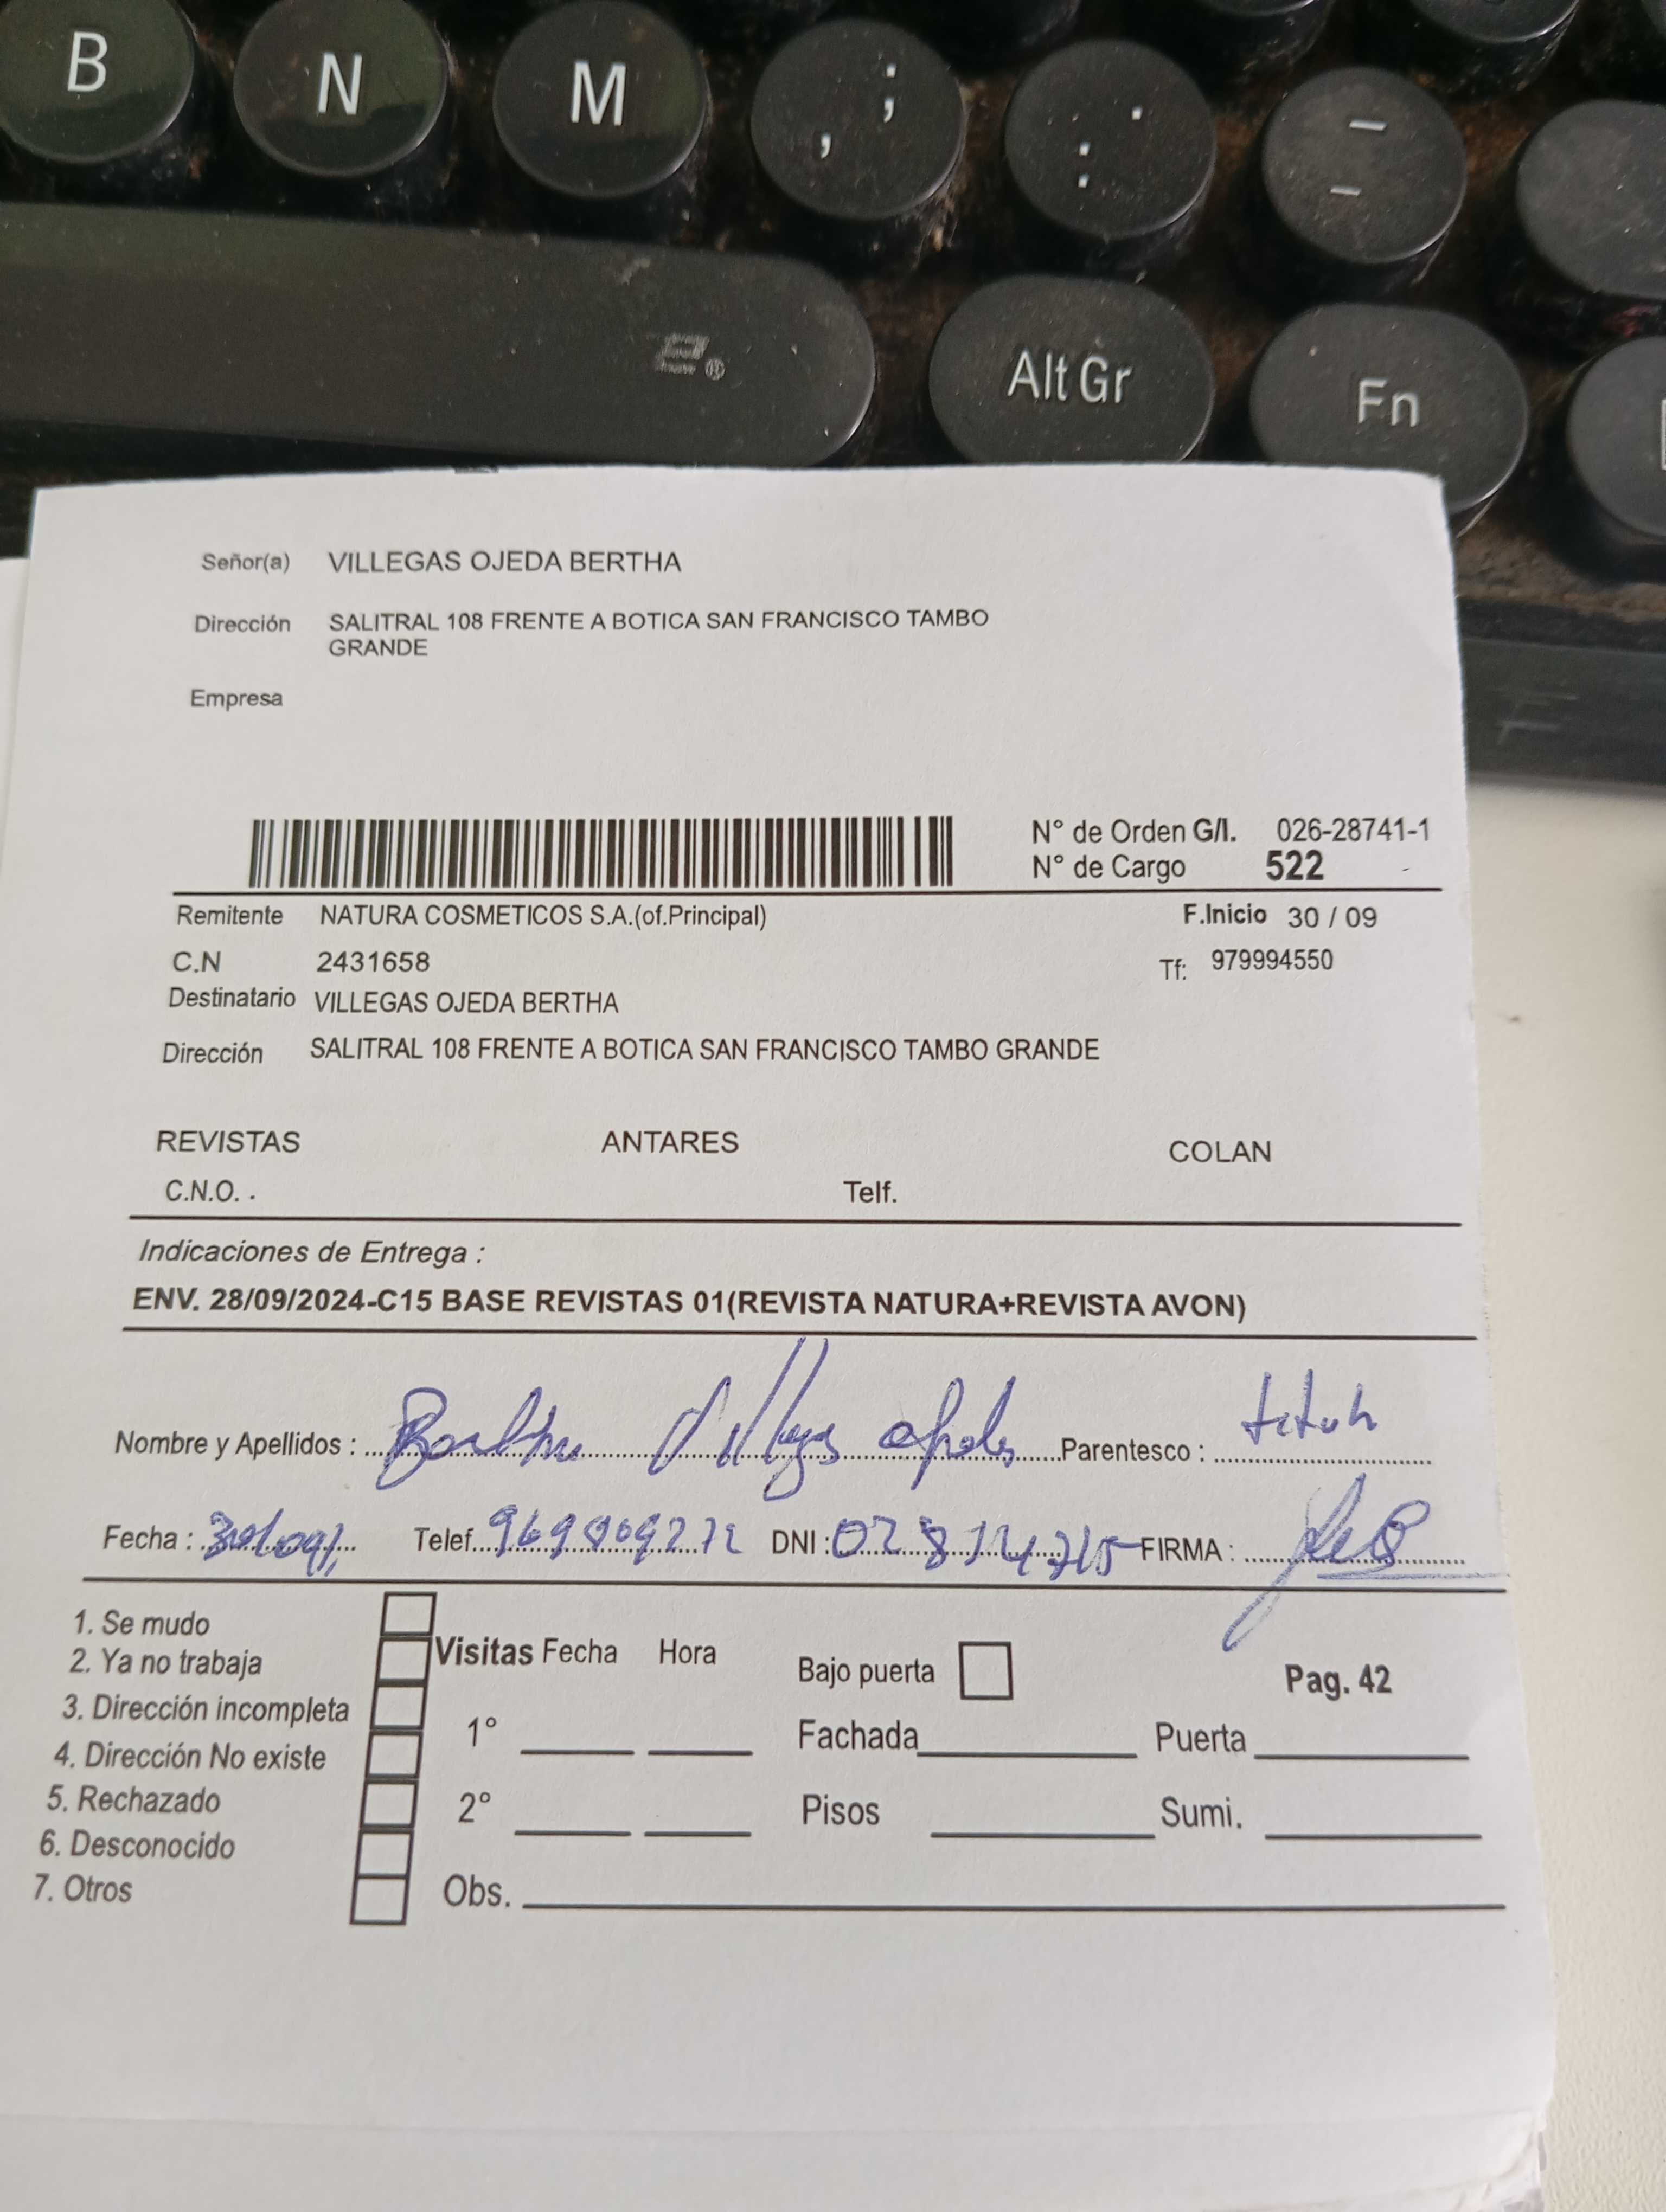 B N M ; , : . - _
Alt Gr Fn
Señor(a) VILLEGAS OJEDA BERTHA
Dirección SALITRAL 108 FRENTE A BOTICA SAN FRANCISCO TAMBO
GRANDE
Empresa
N° de Orden G/I. 026-28741-1
N° de Cargo 522
Remitente NATURA COSMETICOS S.A.(of.Principal) F.Inicio 30 / 09
C.N 2431658 Tf: 979994550
Destinatario VILLEGAS OJEDA BERTHA
Dirección SALITRAL 108 FRENTE A BOTICA SAN FRANCISCO TAMBO GRANDE
REVISTAS ANTARES COLAN
C.N.O. . Telf.
Indicaciones de Entrega :
ENV. 28/09/2024-C15 BASE REVISTAS 01(REVISTA NATURA+REVISTA AVON)
Nombre y Apellidos : Bertha Villegas Parentesco :
Fecha : 30/09/ Telef. DNI : FIRMA :
1. Se mudo
2. Ya no trabaja Visitas Fecha Hora Bajo puerta Pag. 42
3. Dirección incompleta 1° Fachada Puerta
4. Dirección No existe
5. Rechazado 2° Pisos Sumi.
6. Desconocido
7. Otros Obs.